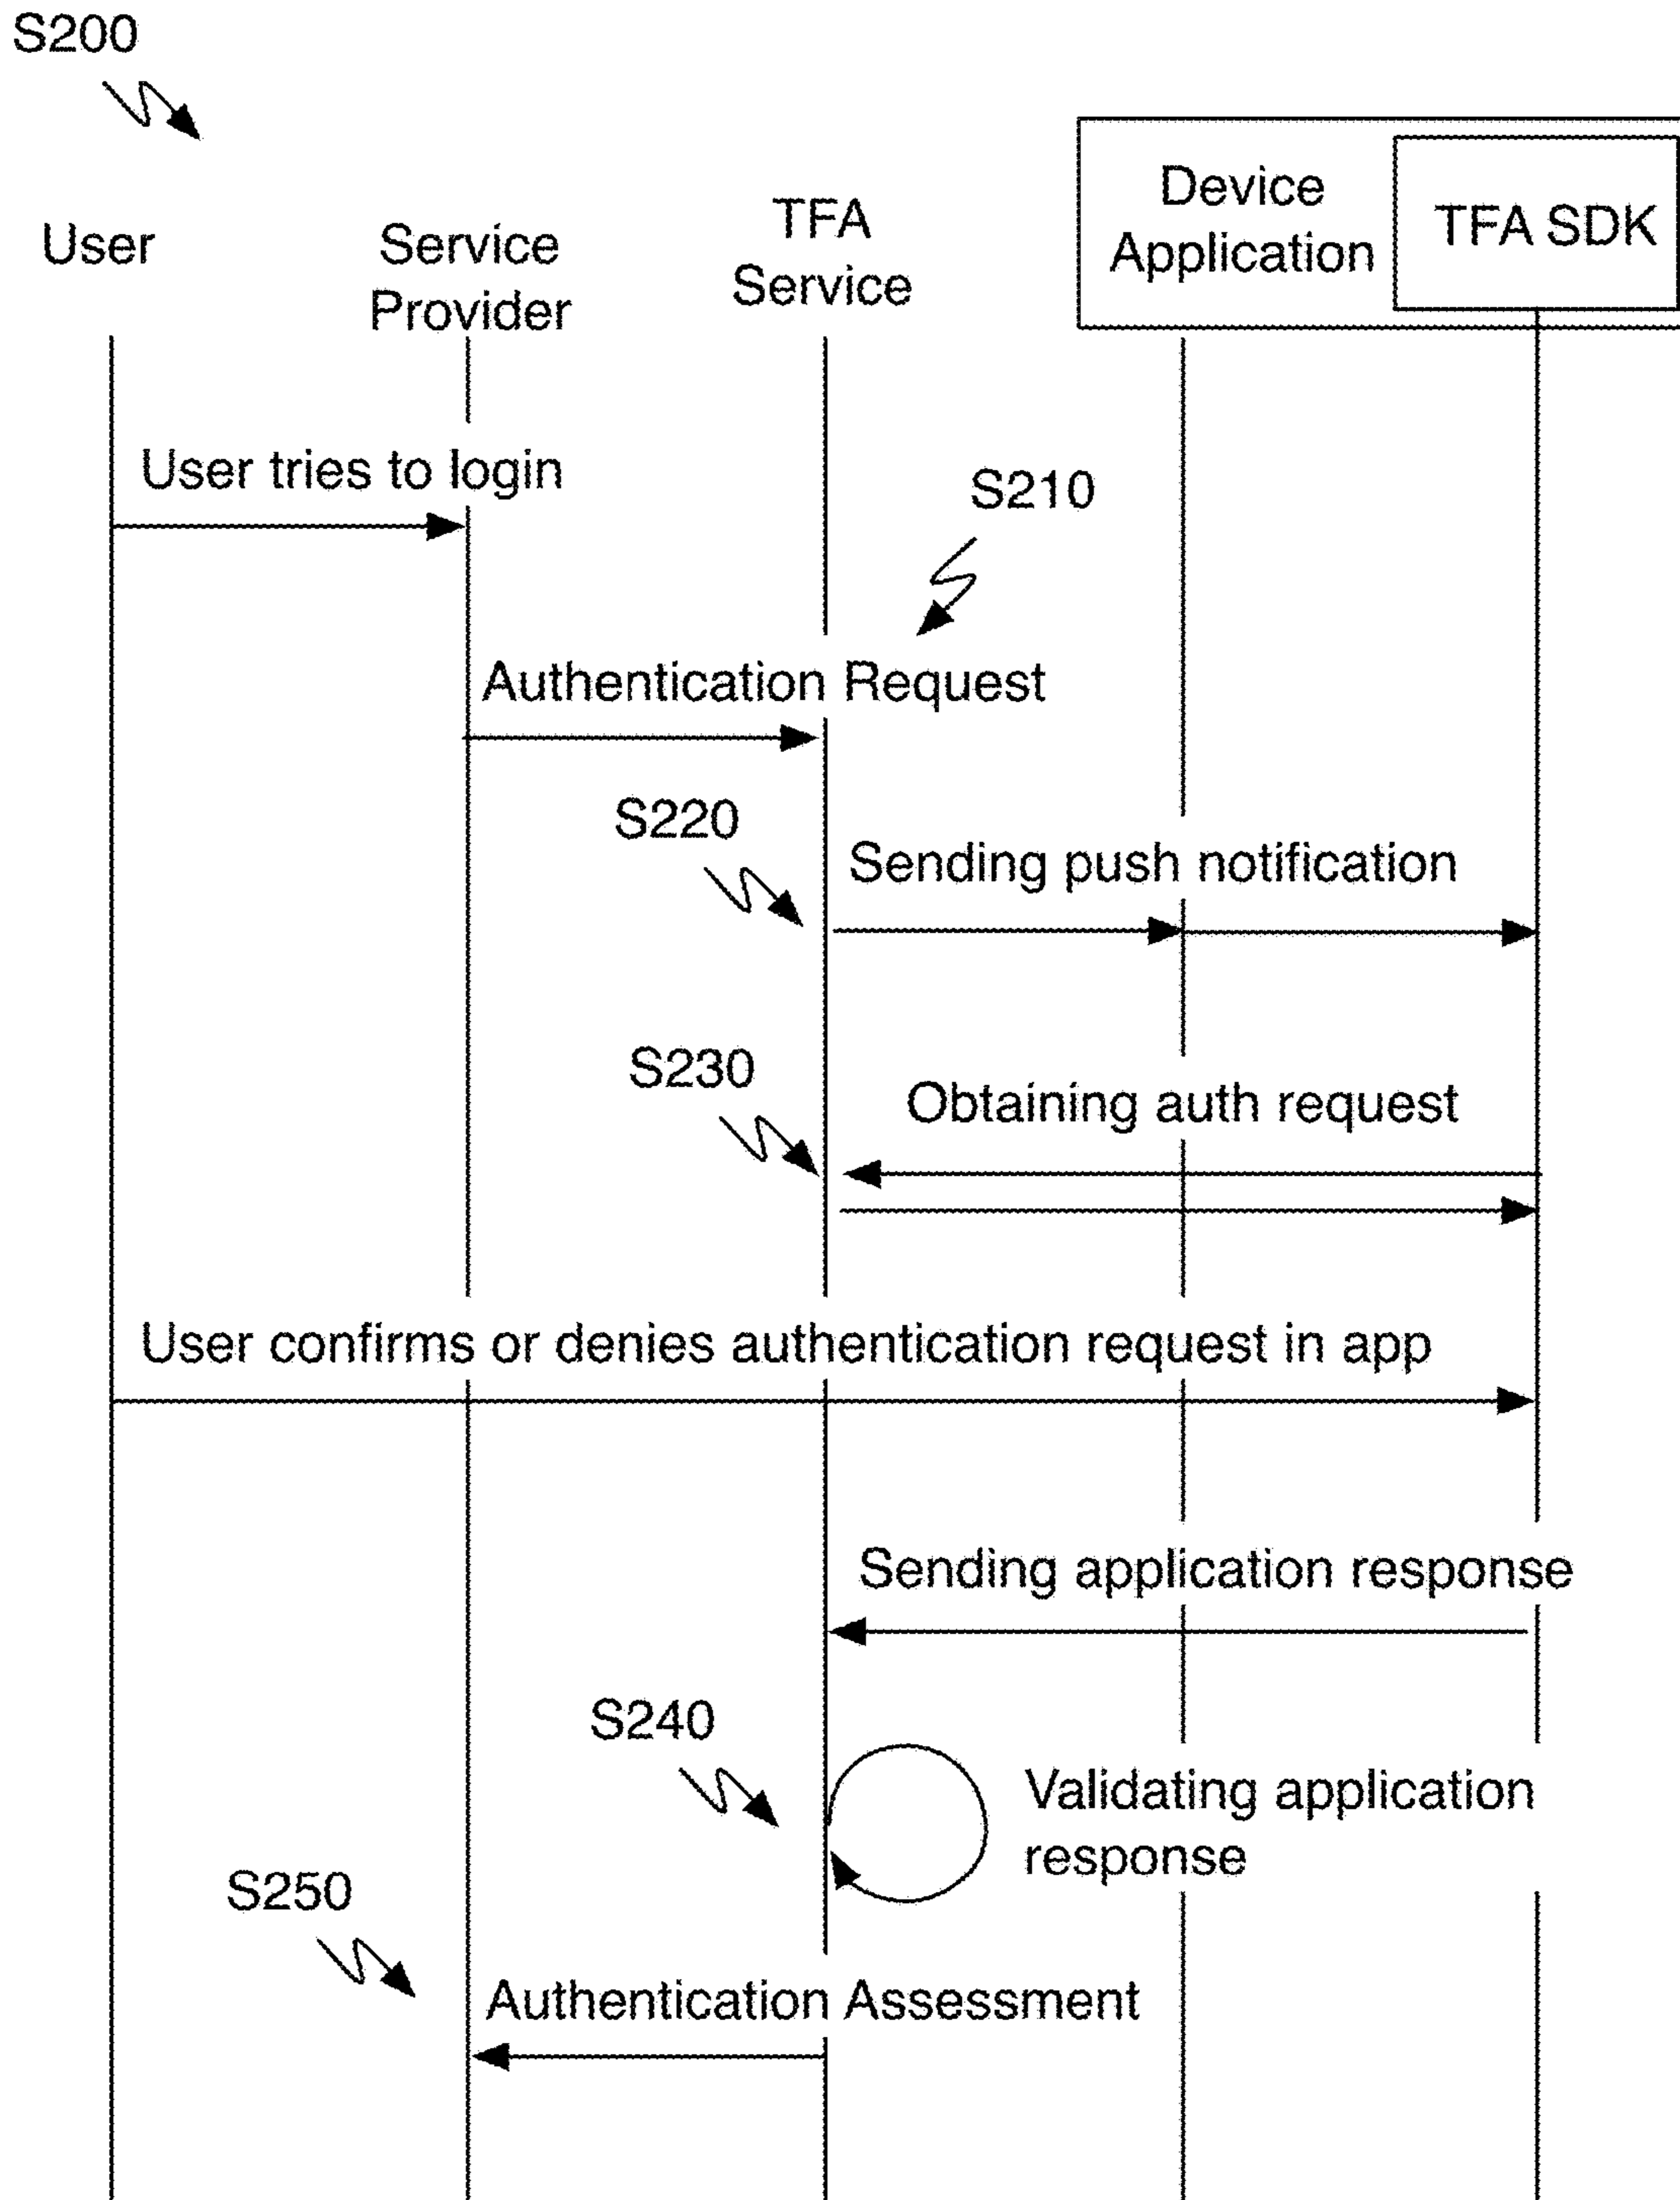 S200
User
Service
Provider
TFA
Service
Device
Application
TFA SDK
User tries to login
S210
Authentication Request
S220
Sending push notification
S230
Obtaining auth request
User confirms or denies authentication request in app
Sending application response
S240
Validating application
response
S250
Authentication Assessment